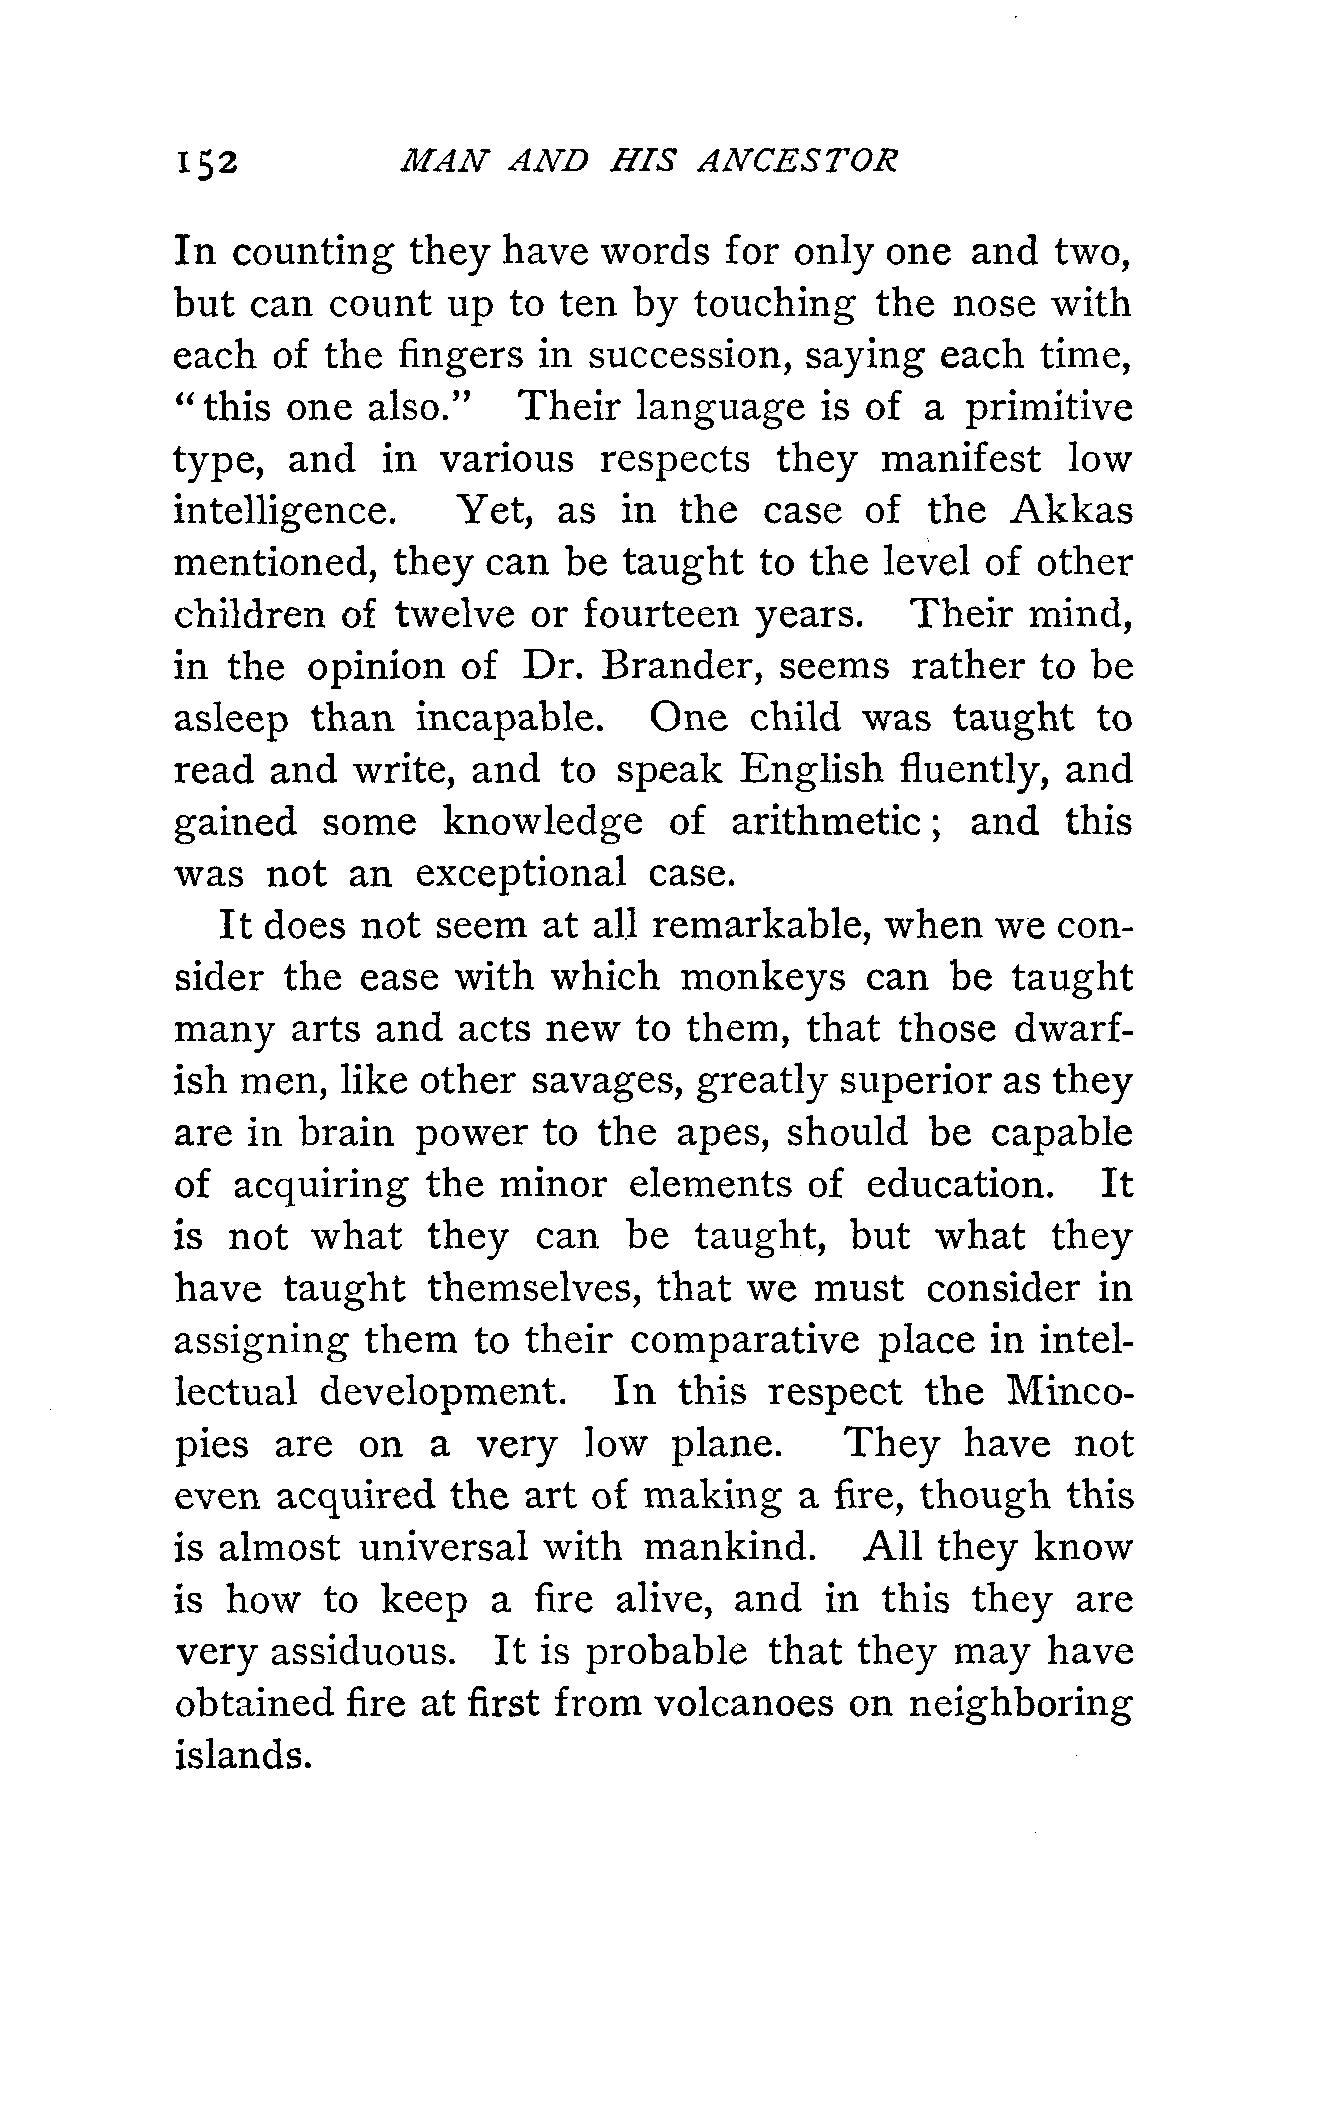 152 MAN AND HIS ANCESTOR
In counting they have words for only one and two,
but can count up to ten by touching the nose with
each of the fingers in succession, saying each time,
“this one also.” Their language is of a primitive
type, and in various respects they manifest low
intelligence. Yet, as in the case of the Akkas
mentioned, they can be taught to the level of other
children of twelve or fourteen years. Their mind,
in the opinion of Dr. Brander, seems rather to be
asleep than incapable. One child was taught to
read and write, and to speak English fluently, and
gained some knowledge of arithmetic; and this
was not an exceptional case.
It does not seem at all remarkable, when we con-
sider the ease with which monkeys can be taught
many arts and acts new to them, that those dwarf-
ish men, like other savages, greatly superior as they
are in brain power to the apes, should be capable
of acquiring the minor elements of education. It
is not what they can be taught, but what they
have taught themselves, that we must consider in
assigning them to their comparative place in intel-
lectual development. In this respect the Minco-
pies are on a very low plane. They have not
even acquired the art of making a fire, though this
is almost universal with mankind. All they know
is how to keep a fire alive, and in this they are
very assiduous. It is probable that they may have
obtained fire at first from volcanoes on neighboring
islands.